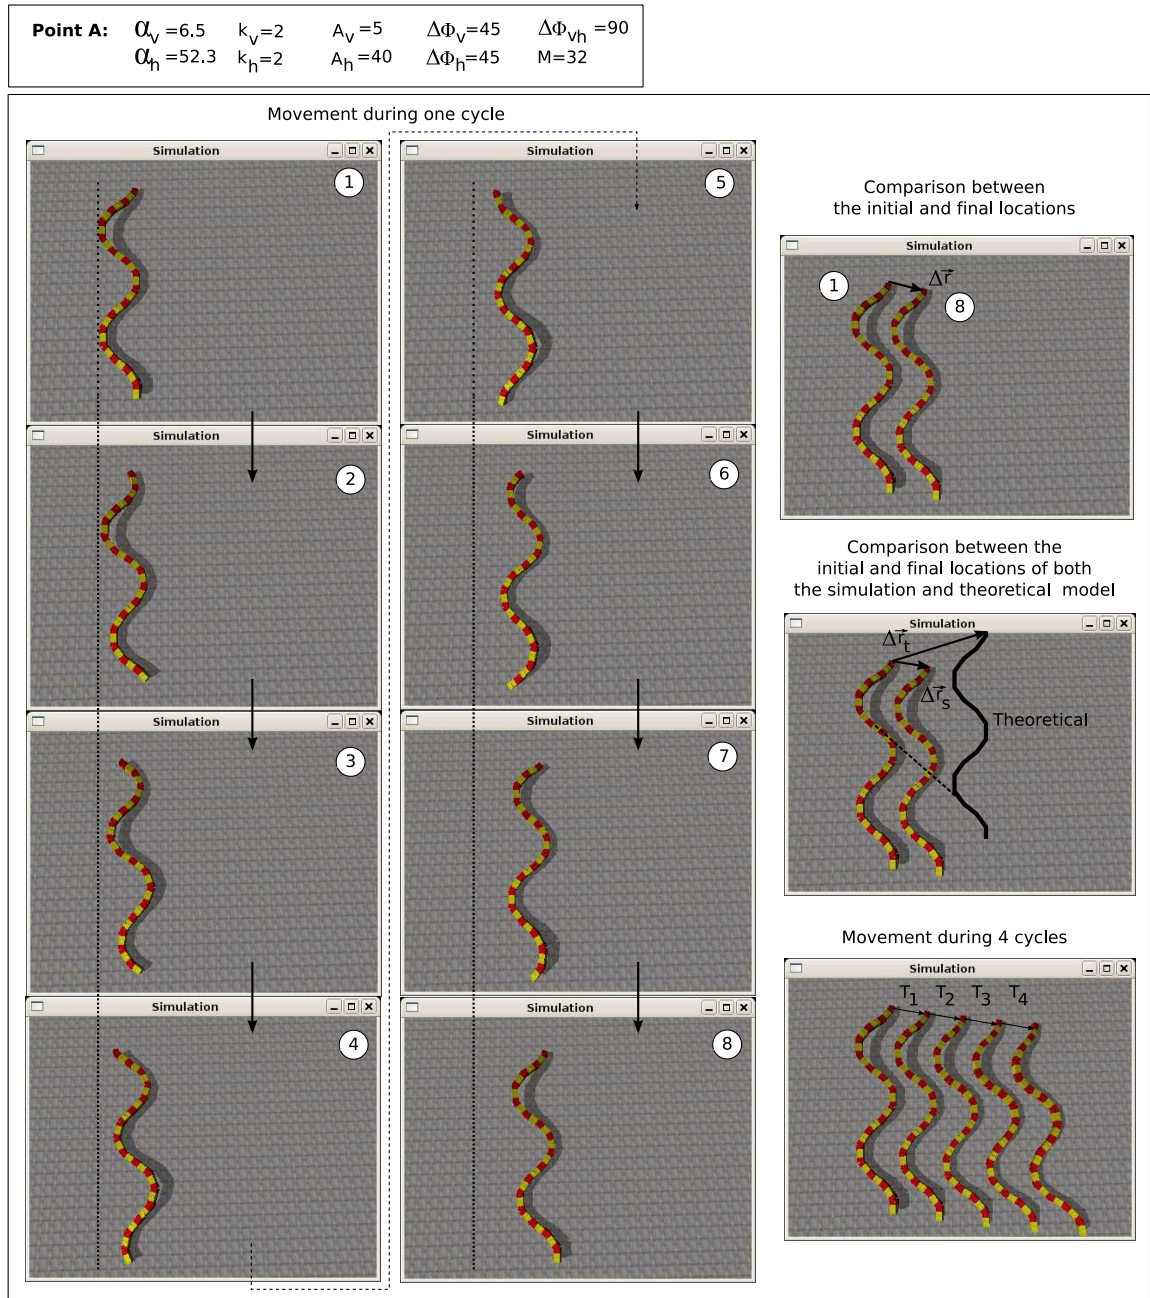 Point A: αv=6.5 kv=2 Av=5 ΔΦv=45 ΔΦvh=90
αh=52.3 kh=2 Ah=40 ΔΦh=45 M=32
Movement during one cycle
Simulation
1
Simulation
2
Simulation
3
Simulation
4
Simulation
5
Simulation
6
Simulation
7
Simulation
8
Comparison between
the initial and final locations
Simulation
1
Δr⃗
8
Comparison between the
initial and final locations of both
the simulation and theoretical model
Simulation
Δr⃗t
Δr⃗s
Theoretical
Movement during 4 cycles
Simulation
T1 T2 T3 T4